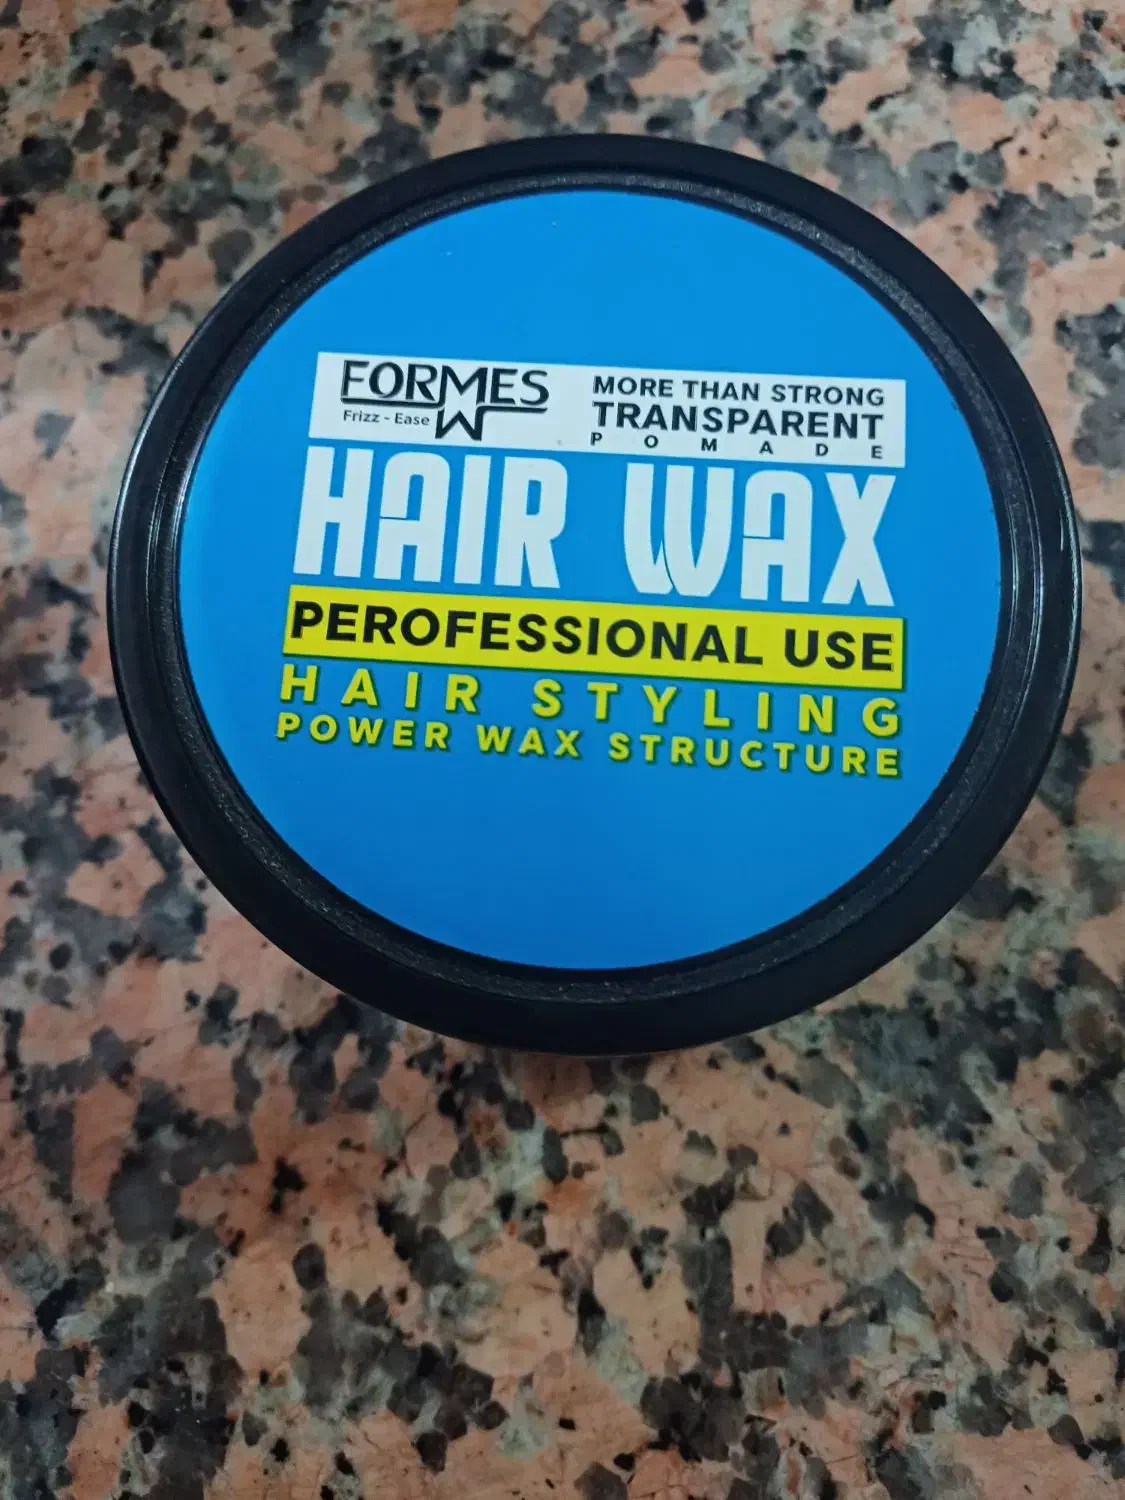 FORMES
Frizz - Ease
MORE THAN STRONG
TRANSPARENT
POMADE
HAIR WAX
PEROFESSIONAL USE
HAIR STYLING
POWER WAX STRUCTURE